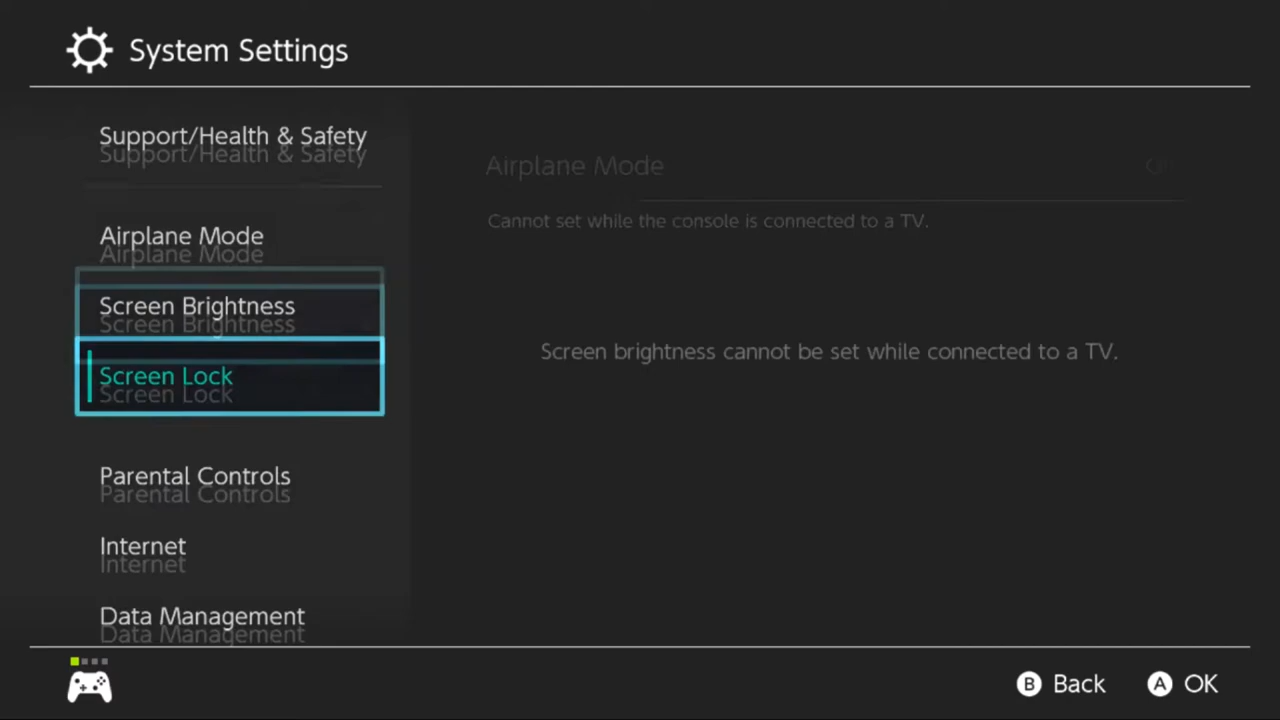 System Settings
Support/Health & Safety
Support/Health & Safety
Airplane Mode
Airplane Mode
Screen Brightness
Screen Brightness
Screen Lock
Screen Lock
Parental Controls
Parental Controls
Internet
Internet
Data Management
Data Management
Airplane Mode
Cannot set while the console is connected to a TV.
Screen brightness cannot be set while connected to a TV.
B Back
A OK